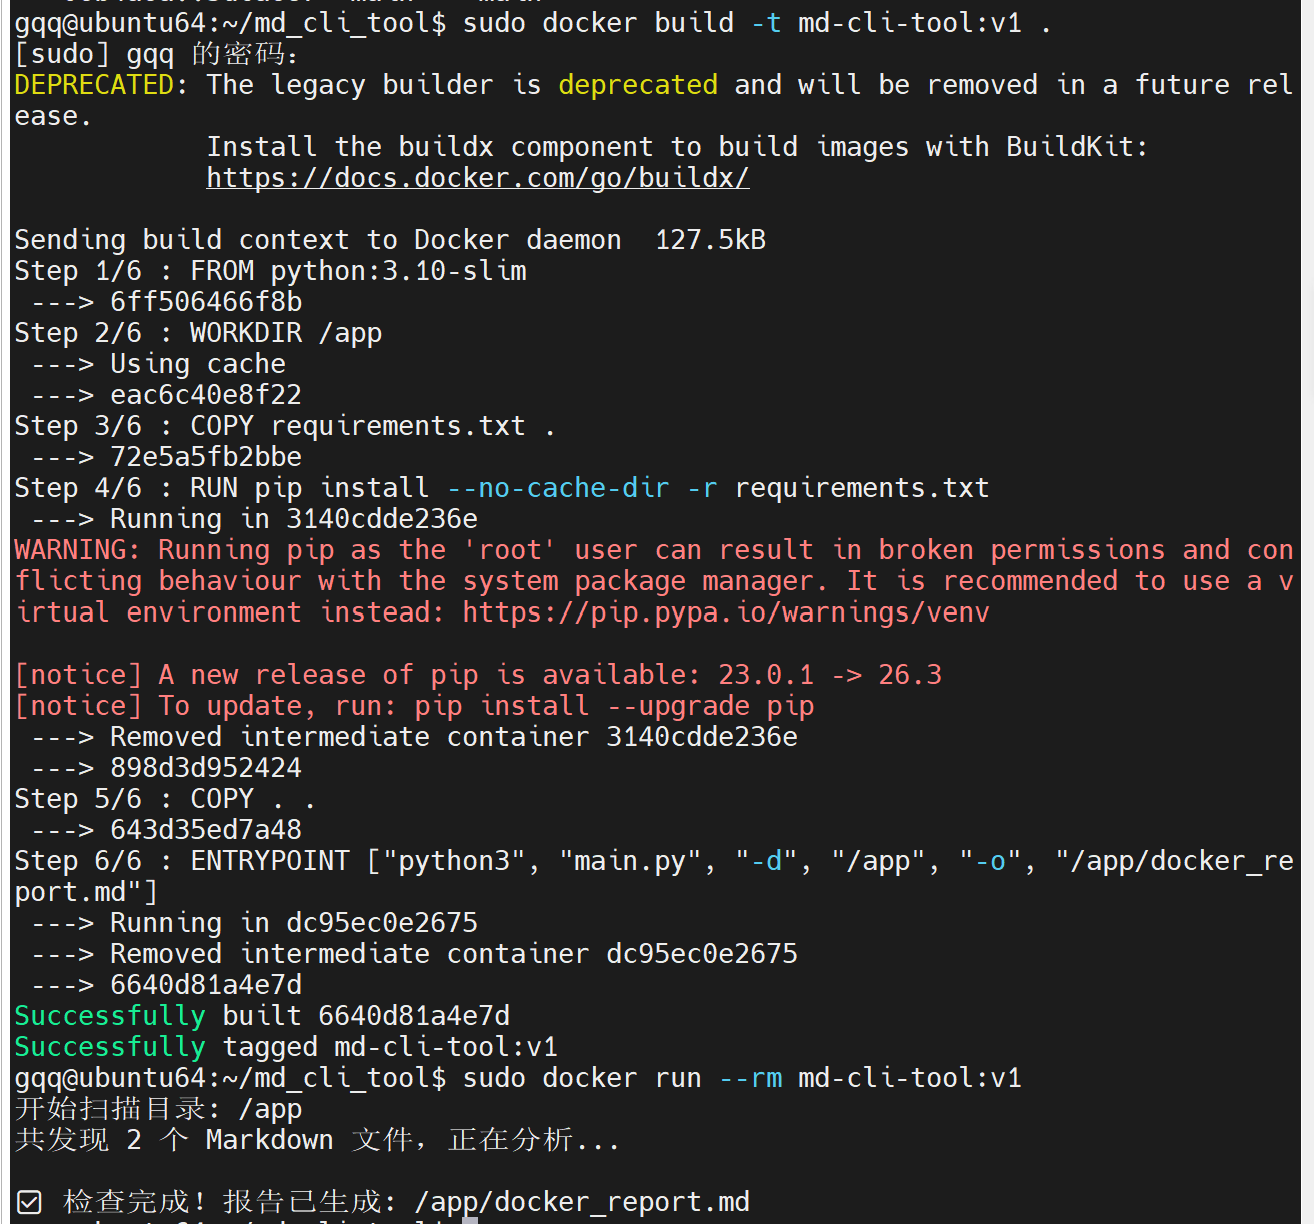 gqq@ubuntu64:~/md_cli_tool$ sudo docker build -t md-cli-tool:v1 .
[sudo] gqq 的密码：
DEPRECATED: The legacy builder is deprecated and will be removed in a future rel
ease.
            Install the buildx component to build images with BuildKit:
            https://docs.docker.com/go/buildx/
Sending build context to Docker daemon  127.5kB
Step 1/6 : FROM python:3.10-slim
 ---> 6ff506466f8b
Step 2/6 : WORKDIR /app
 ---> Using cache
 ---> eac6c40e8f22
Step 3/6 : COPY requirements.txt .
 ---> 72e5a5fb2bbe
Step 4/6 : RUN pip install --no-cache-dir -r requirements.txt
 ---> Running in 3140cdde236e
WARNING: Running pip as the 'root' user can result in broken permissions and con
flicting behaviour with the system package manager. It is recommended to use a v
irtual environment instead: https://pip.pypa.io/warnings/venv
[notice] A new release of pip is available: 23.0.1 -> 26.3
[notice] To update, run: pip install --upgrade pip
 ---> Removed intermediate container 3140cdde236e
 ---> 898d3d952424
Step 5/6 : COPY . .
 ---> 643d35ed7a48
Step 6/6 : ENTRYPOINT ["python3", "main.py", "-d", "/app", "-o", "/app/docker_re
port.md"]
 ---> Running in dc95ec0e2675
 ---> Removed intermediate container dc95ec0e2675
 ---> 6640d81a4e7d
Successfully built 6640d81a4e7d
Successfully tagged md-cli-tool:v1
gqq@ubuntu64:~/md_cli_tool$ sudo docker run --rm md-cli-tool:v1
开始扫描目录: /app
共发现 2 个 Markdown 文件，正在分析...
☑ 检查完成！报告已生成: /app/docker_report.md